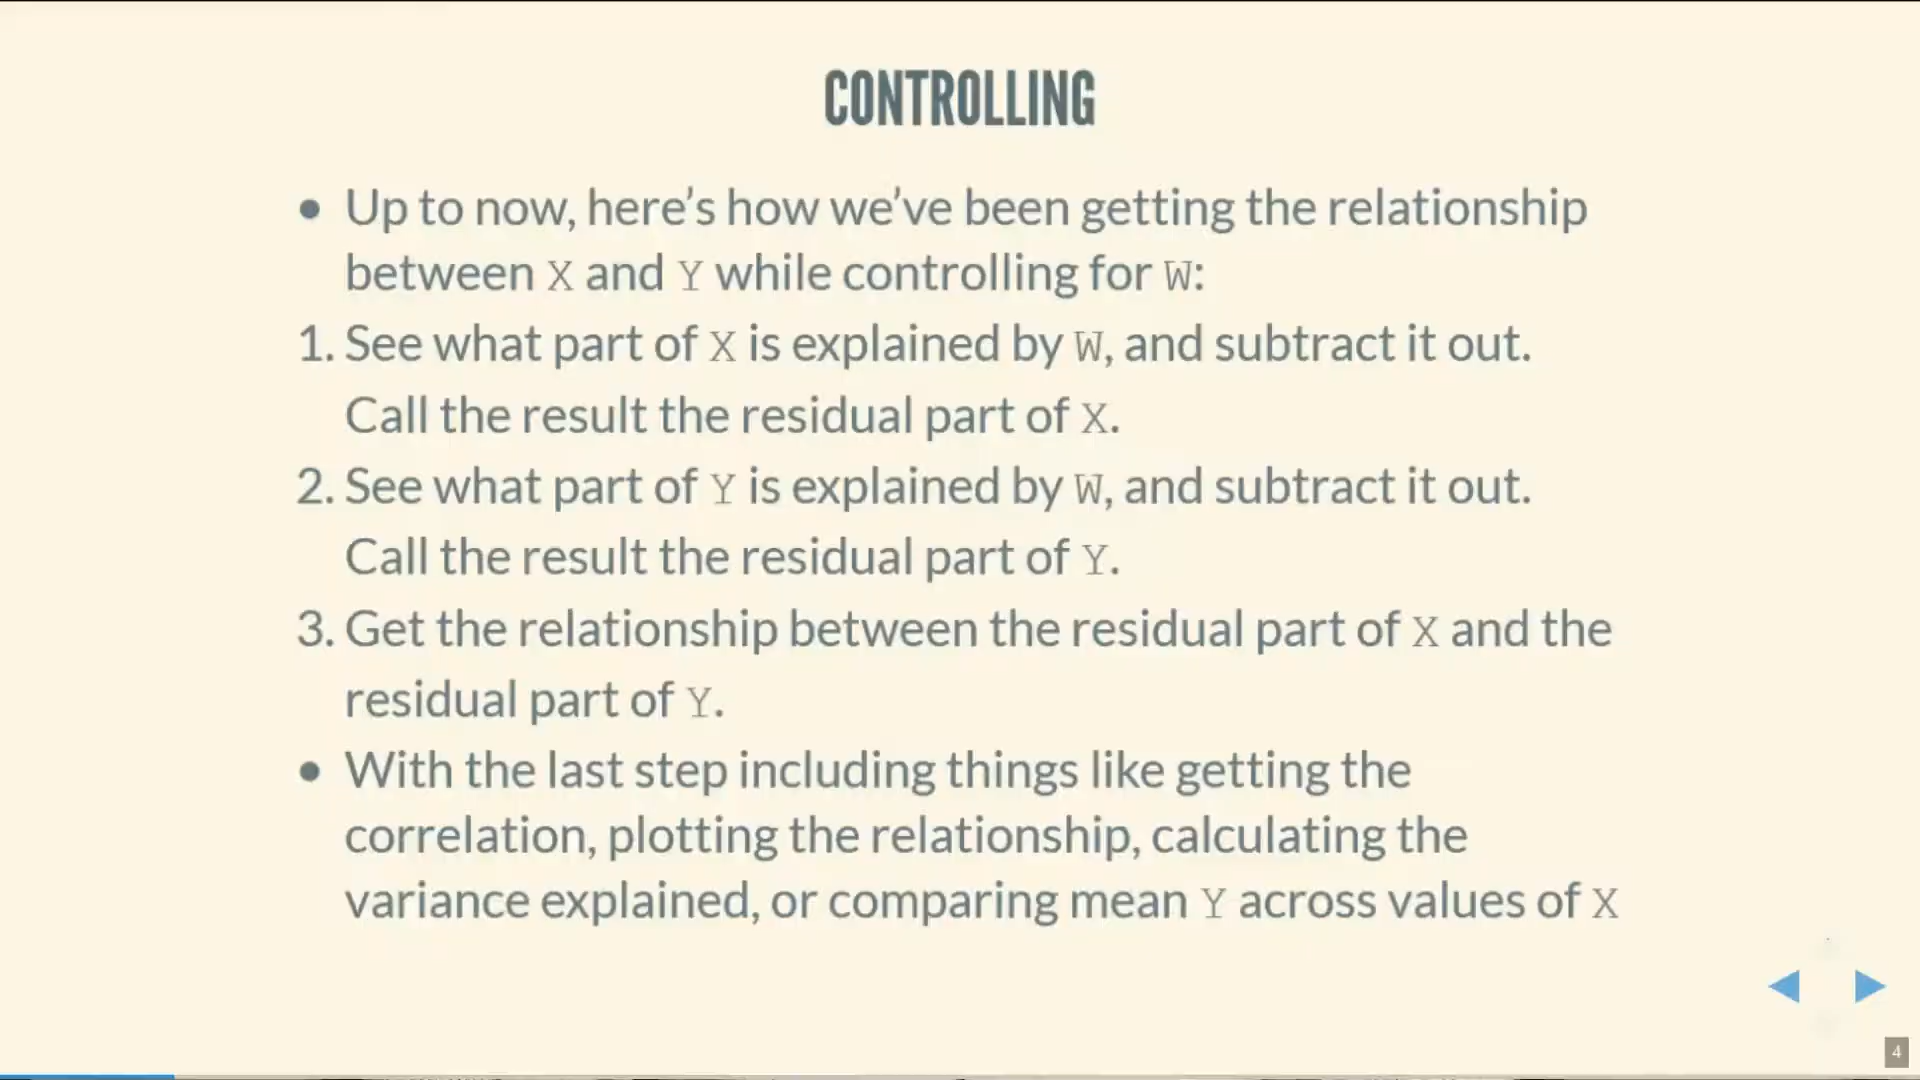 CONTROLLING
• Up to now, here’s how we’ve been getting the relationship
between X and Y while controlling for W:
1. See what part of X is explained by W, and subtract it out.
Call the result the residual part of X.
2. See what part of Y is explained by W, and subtract it out.
Call the result the residual part of Y.
3. Get the relationship between the residual part of X and the
residual part of Y.
• With the last step including things like getting the
correlation, plotting the relationship, calculating the
variance explained, or comparing mean Y across values of X
4